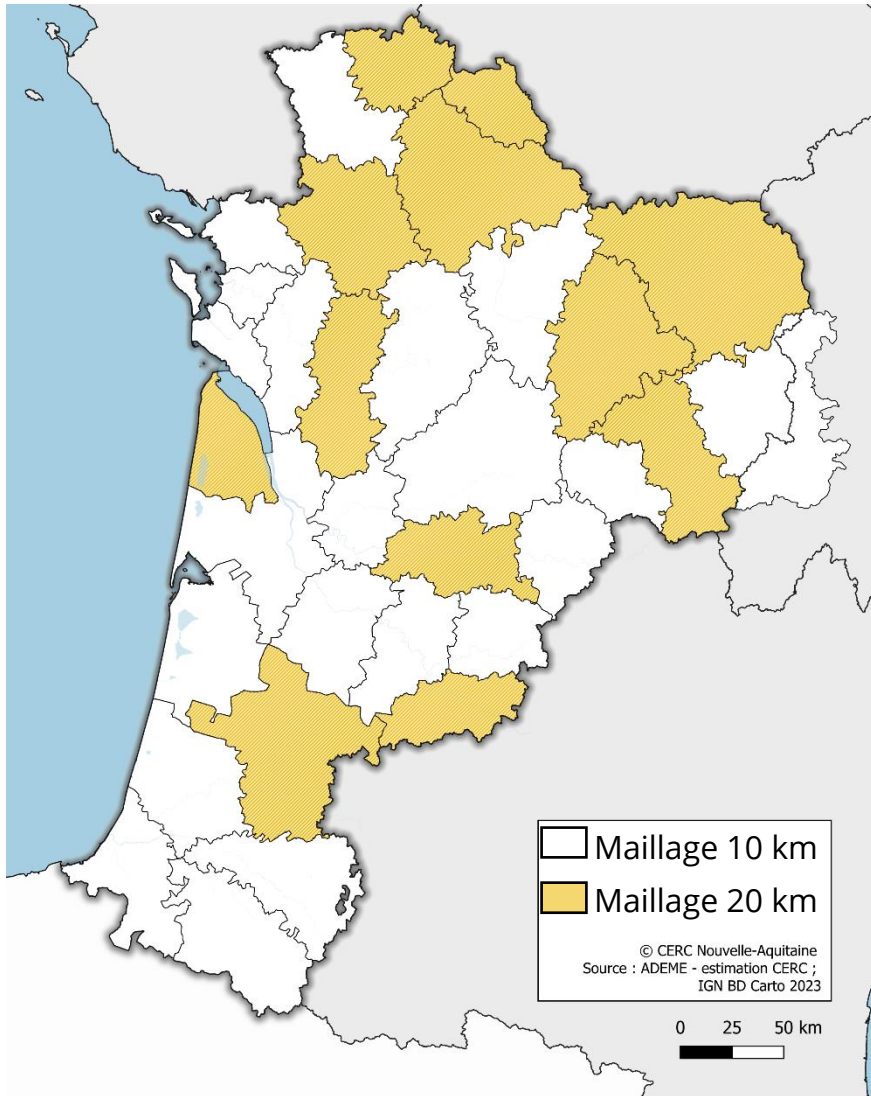 Maillage 10 km
Maillage 20 km
© CERC Nouvelle-Aquitaine
Source : ADEME - estimation CERC ;
IGN BD Carto 2023
0 25 50 km